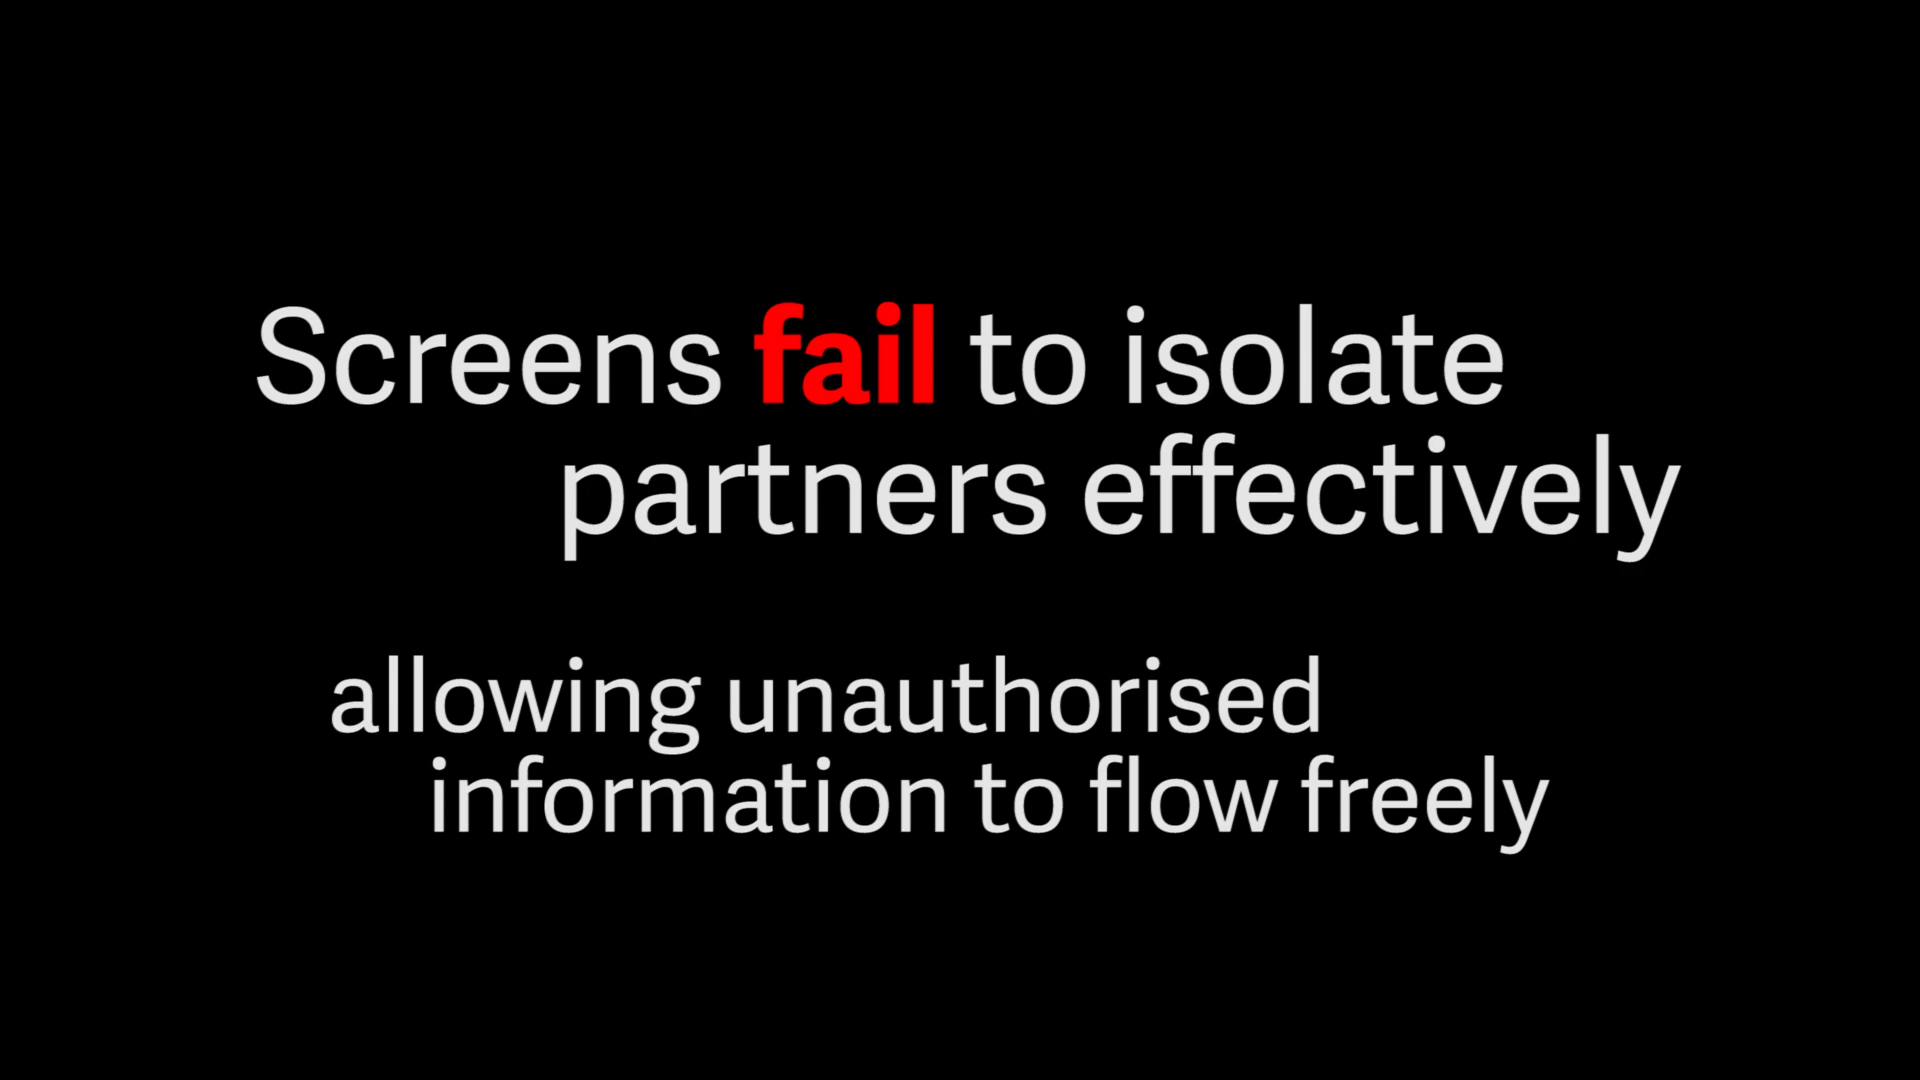 Screens fail to isolate
partners effectively
allowing unauthorised
information to flow freely